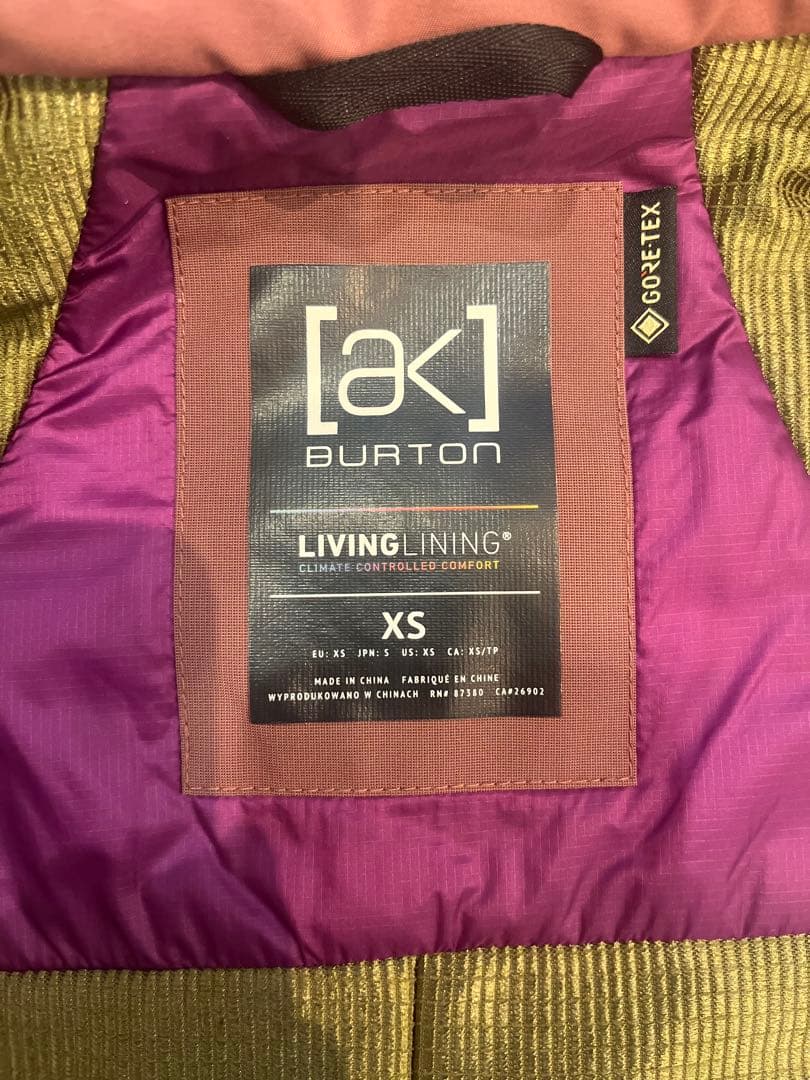 [ak]
BURTON
LIVINGLINING®
CLIMATE CONTROLLED COMFORT
XS
EU: XS JPN: S US: XS CA: XS/TP
MADE IN CHINA FABRIQUÉ EN CHINE
WYPRODUKOWANO W CHINACH RN# 87380 CA#26902
GORE-TEX